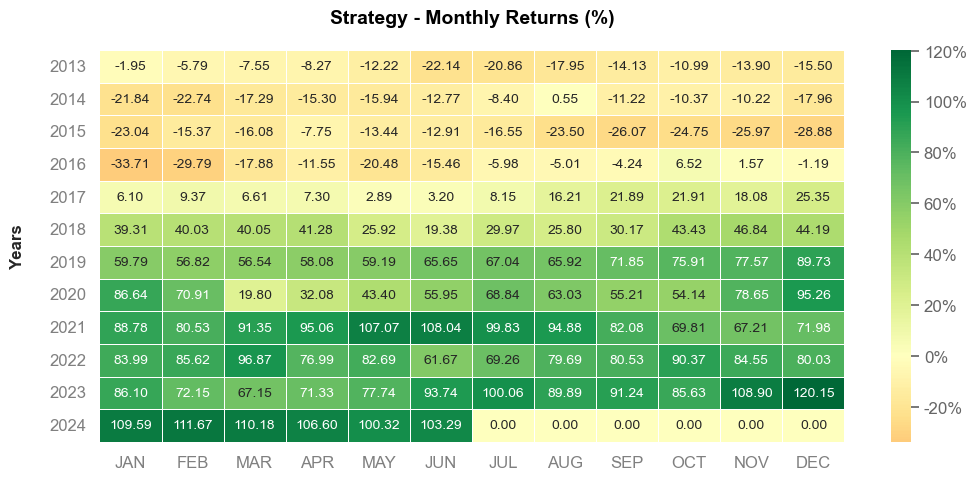 Strategy - Monthly Returns (%)
Years
2013 -1.95 -5.79 -7.55 -8.27 -12.22 -22.14 -20.86 -17.95 -14.13 -10.99 -13.90 -15.50
2014 -21.84 -22.74 -17.29 -15.30 -15.94 -12.77 -8.40 0.55 -11.22 -10.37 -10.22 -17.96
2015 -23.04 -15.37 -16.08 -7.75 -13.44 -12.91 -16.55 -23.50 -26.07 -24.75 -25.97 -28.88
2016 -33.71 -29.79 -17.88 -11.55 -20.48 -15.46 -5.98 -5.01 -4.24 6.52 1.57 -1.19
2017 6.10 9.37 6.61 7.30 2.89 3.20 8.15 16.21 21.89 21.91 18.08 25.35
2018 39.31 40.03 40.05 41.28 25.92 19.38 29.97 25.80 30.17 43.43 46.84 44.19
2019 59.79 56.82 56.54 58.08 59.19 65.65 67.04 65.92 71.85 75.91 77.57 89.73
2020 86.64 70.91 19.80 32.08 43.40 55.95 68.84 63.03 55.21 54.14 78.65 95.26
2021 88.78 80.53 91.35 95.06 107.07 108.04 99.83 94.88 82.08 69.81 67.21 71.98
2022 83.99 85.62 96.87 76.99 82.69 61.67 69.26 79.69 80.53 90.37 84.55 80.03
2023 86.10 72.15 67.15 71.33 77.74 93.74 100.06 89.89 91.24 85.63 108.90 120.15
2024 109.59 111.67 110.18 106.60 100.32 103.29 0.00 0.00 0.00 0.00 0.00 0.00
JAN FEB MAR APR MAY JUN JUL AUG SEP OCT NOV DEC
120%
100%
80%
60%
40%
20%
0%
-20%